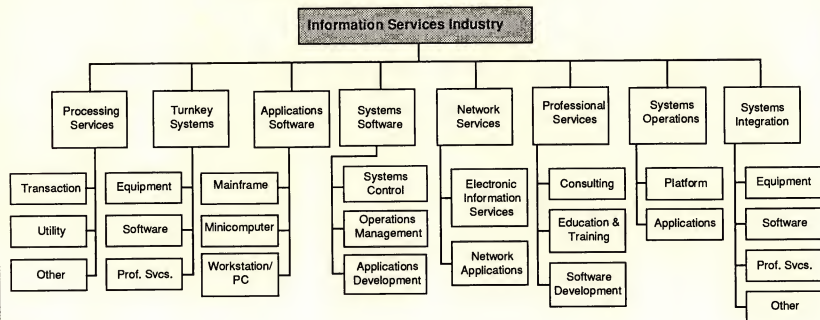 Information Services Industry
Processing
Services
Turnkey
Systems
Applications
Software
Systems
Software
Network
Services
Professional
Services
Systems
Operations
Systems
Integration
Transaction
Utility
Other
Equipment
Software
Prof. Svcs.
Mainframe
Minicomputer
Workstation/
PC
Systems
Control
Operations
Management
Applications
Development
Electronic
Information
Services
Network
Applications
Consulting
Education &
Training
Software
Development
Platform
Applications
Equipment
Software
Prof. Svcs.
Other